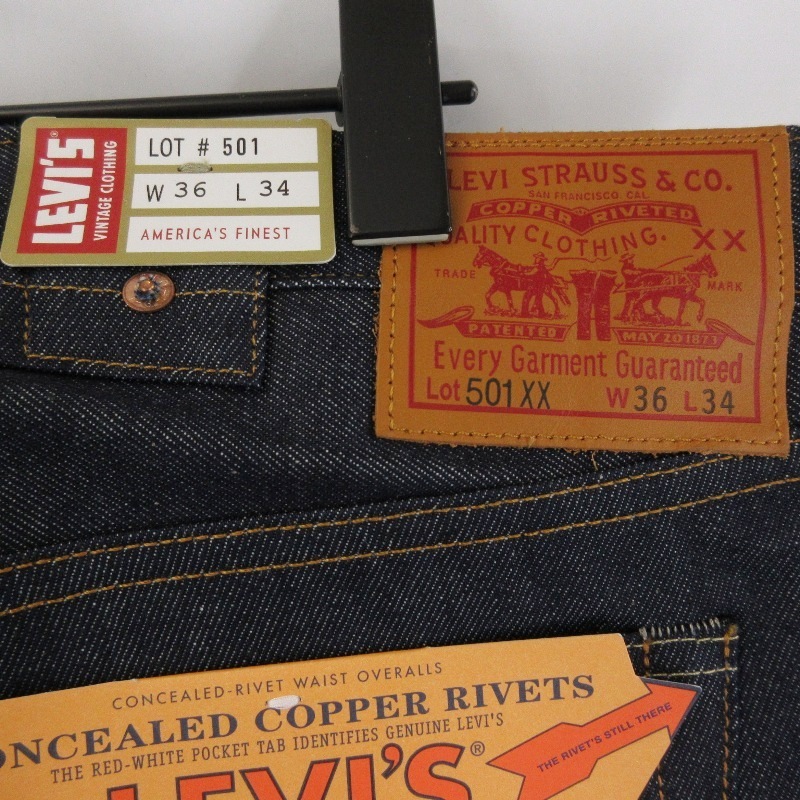 LEVI'S®
VINTAGE CLOTHING
LOT # 501
W 36 L 34
AMERICA'S FINEST
LEVI STRAUSS & CO.
SAN FRANCISCO CAL.
COPPER RIVETED
ALITY CLOTHING. XX
TRADE MARK
PATENTED MAY 20 1873
Every Garment Guaranteed
Lot 501XX W36 L34
CONCEALED-RIVET WAIST OVERALLS
ONCEALED COPPER RIVETS
THE RED-WHITE POCKET TAB IDENTIFIES GENUINE LEVI'S
LEVI'S®
THE RIVET'S STILL THERE